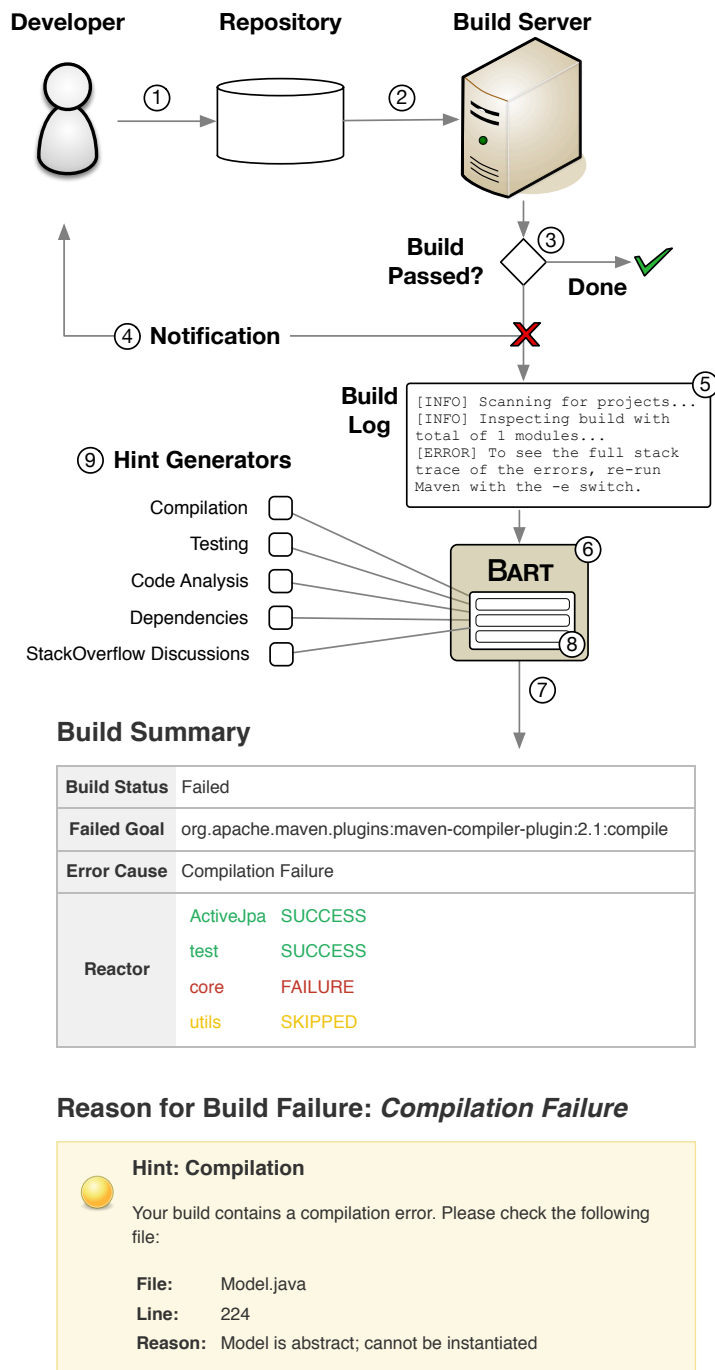 Developer Repository Build Server
① ②
③
Build
Passed?
Done
④ Notification
Build
Log
⑤
[INFO] Scanning for projects...
[INFO] Inspecting build with
total of 1 modules...
[ERROR] To see the full stack
trace of the errors, re-run
Maven with the -e switch.
⑨ Hint Generators
Compilation
Testing
Code Analysis
Dependencies
StackOverflow Discussions
⑥
BART
⑧
⑦
Build Summary
Build Status Failed
Failed Goal org.apache.maven.plugins:maven-compiler-plugin:2.1:compile
Error Cause Compilation Failure
Reactor
ActiveJpa SUCCESS
test SUCCESS
core FAILURE
utils SKIPPED
Reason for Build Failure: Compilation Failure
Hint: Compilation
Your build contains a compilation error. Please check the following
file:
File: Model.java
Line: 224
Reason: Model is abstract; cannot be instantiated